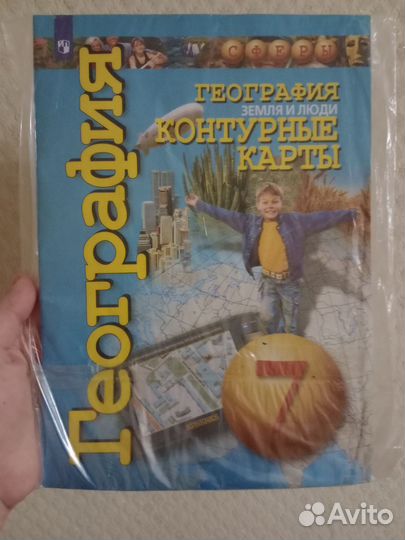 СФЕРЫ
География
ГЕОГРАФИЯ
ЗЕМЛЯ И ЛЮДИ
КОНТУРНЫЕ
КАРТЫ
7
Avito